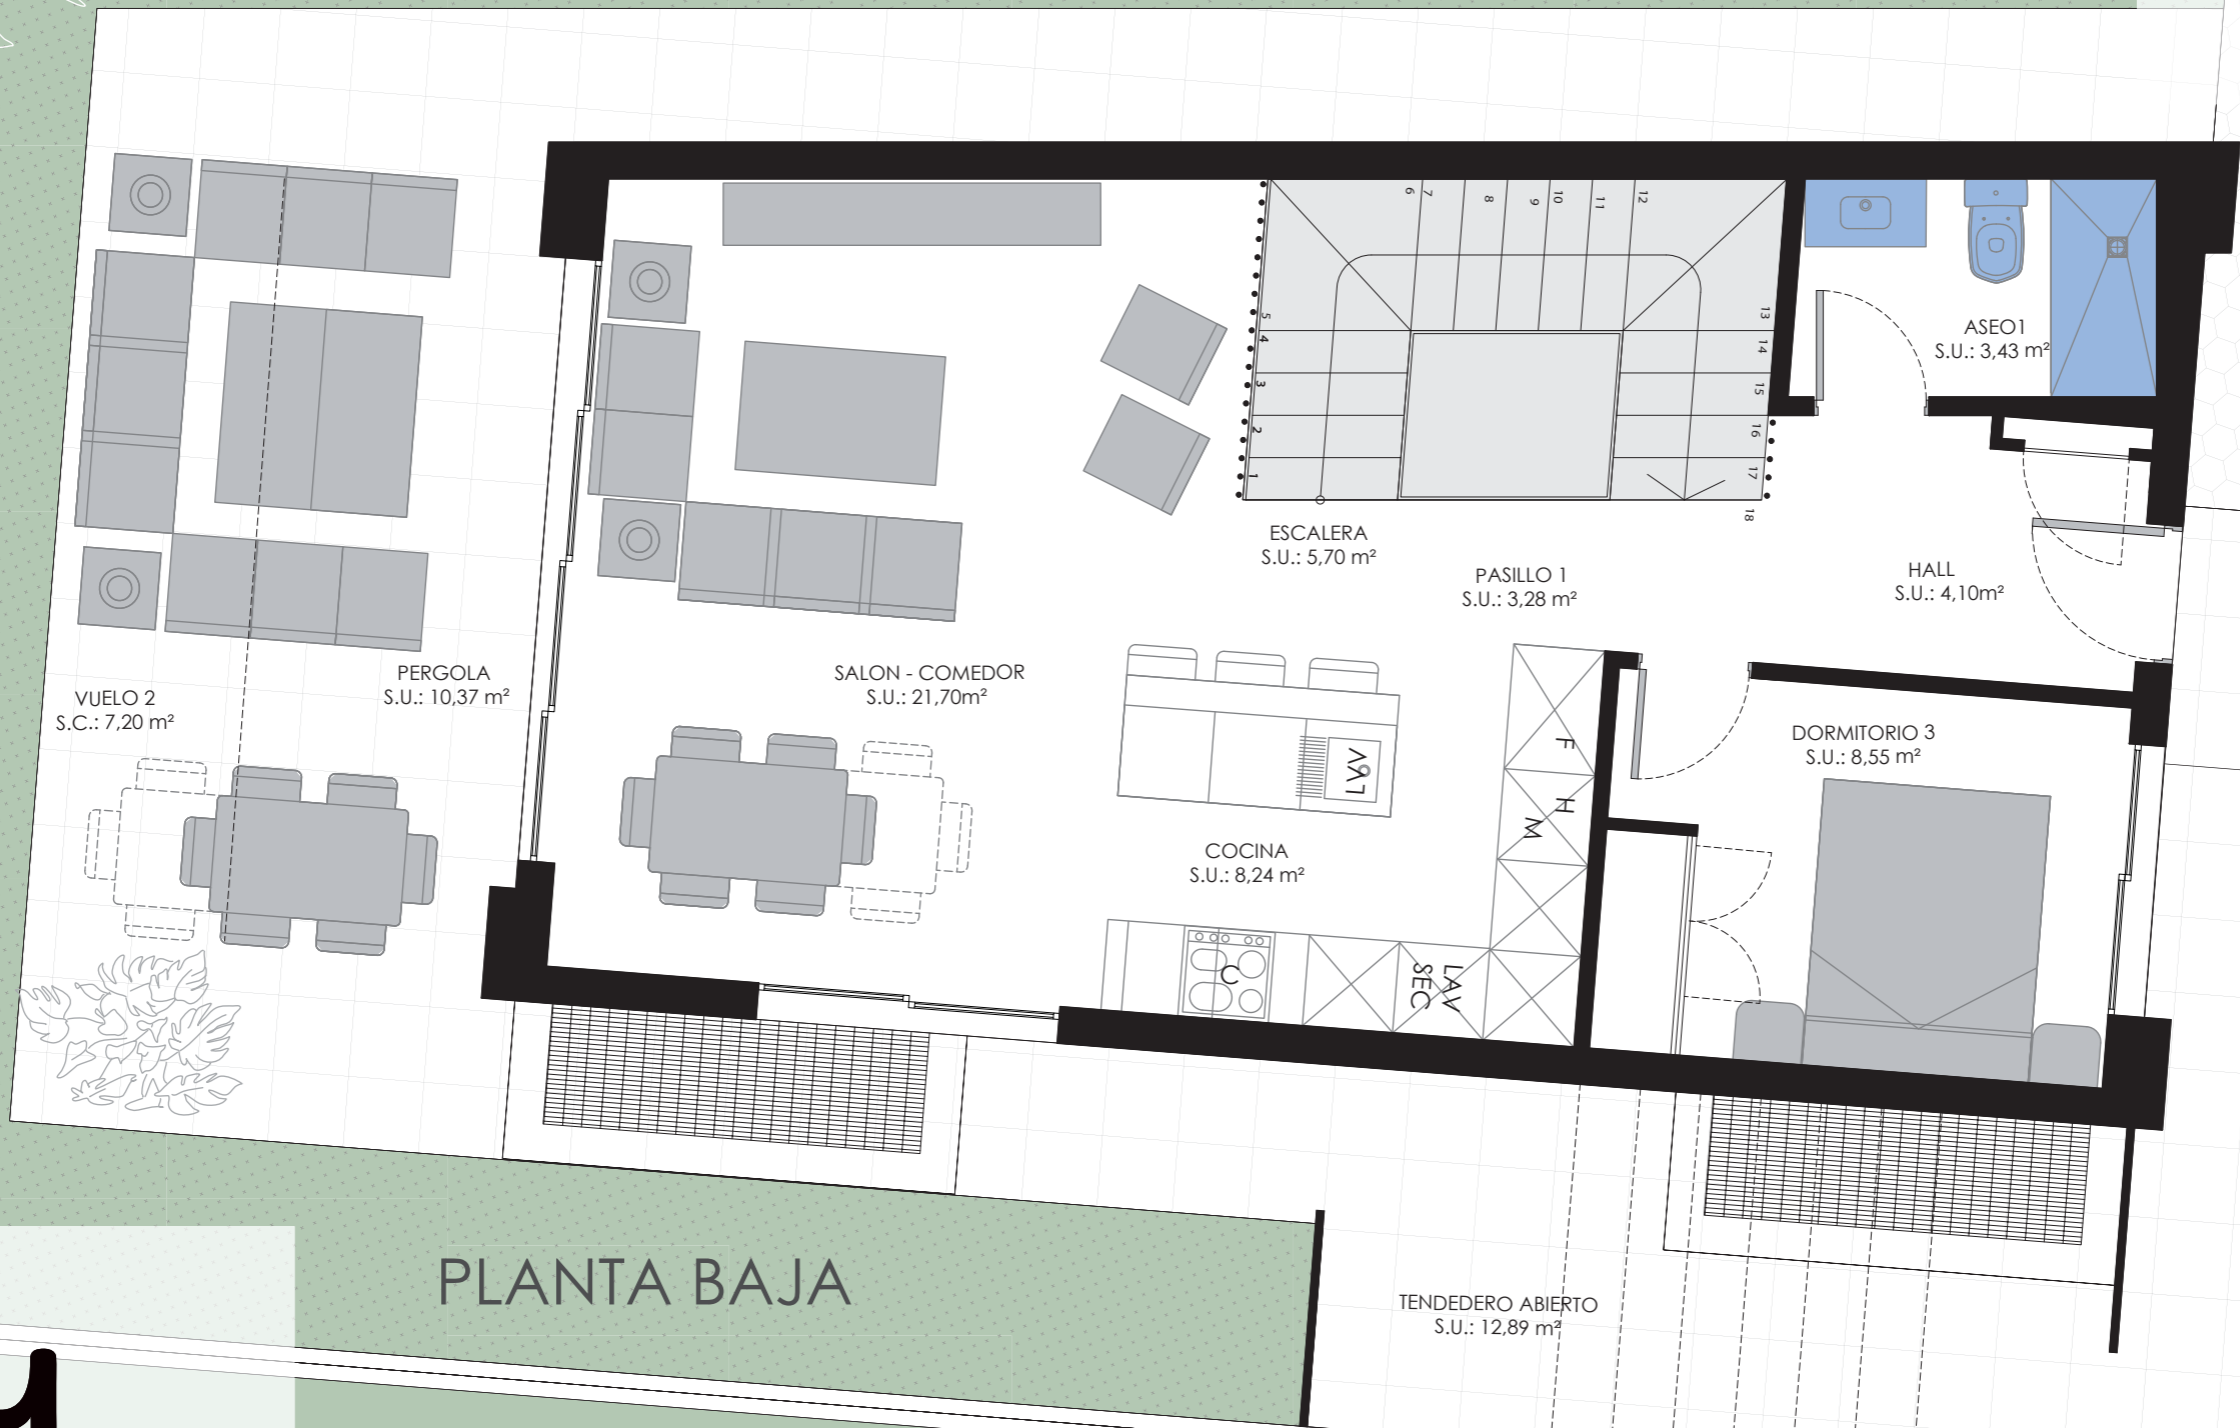 6
7
8
9
10
11
12
5
4
3
2
1
13
14
15
16
17
18
ASEO1
S.U.: 3,43 m²
ESCALERA
S.U.: 5,70 m²
PASILLO 1
S.U.: 3,28 m²
HALL
S.U.: 4,10m²
VUELO 2
S.C.: 7,20 m²
PERGOLA
S.U.: 10,37 m²
SALON - COMEDOR
S.U.: 21,70m²
LAV
F
H
M
DORMITORIO 3
S.U.: 8,55 m²
COCINA
S.U.: 8,24 m²
C
LAV
SEC
PLANTA BAJA
TENDEDERO ABIERTO
S.U.: 12,89 m²